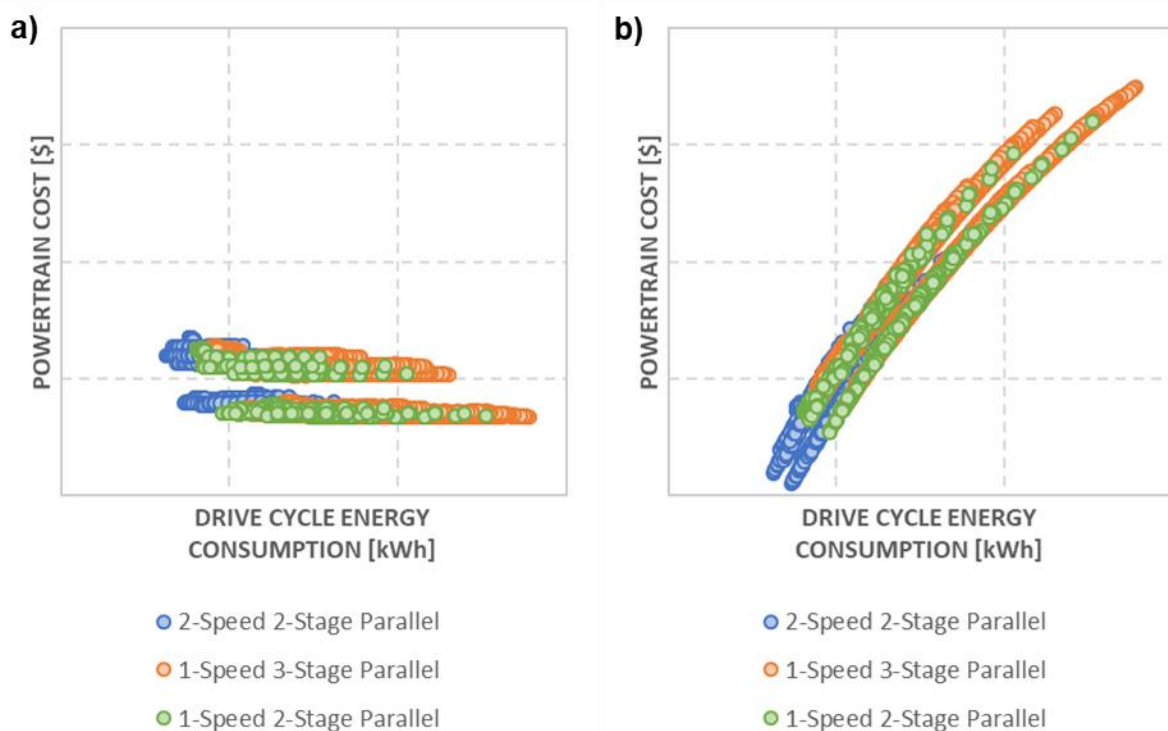 a)
POWERTRAIN COST [$]
DRIVE CYCLE ENERGY
CONSUMPTION [kWh]
2-Speed 2-Stage Parallel
1-Speed 3-Stage Parallel
1-Speed 2-Stage Parallel
b)
POWERTRAIN COST [$]
DRIVE CYCLE ENERGY
CONSUMPTION [kWh]
2-Speed 2-Stage Parallel
1-Speed 3-Stage Parallel
1-Speed 2-Stage Parallel